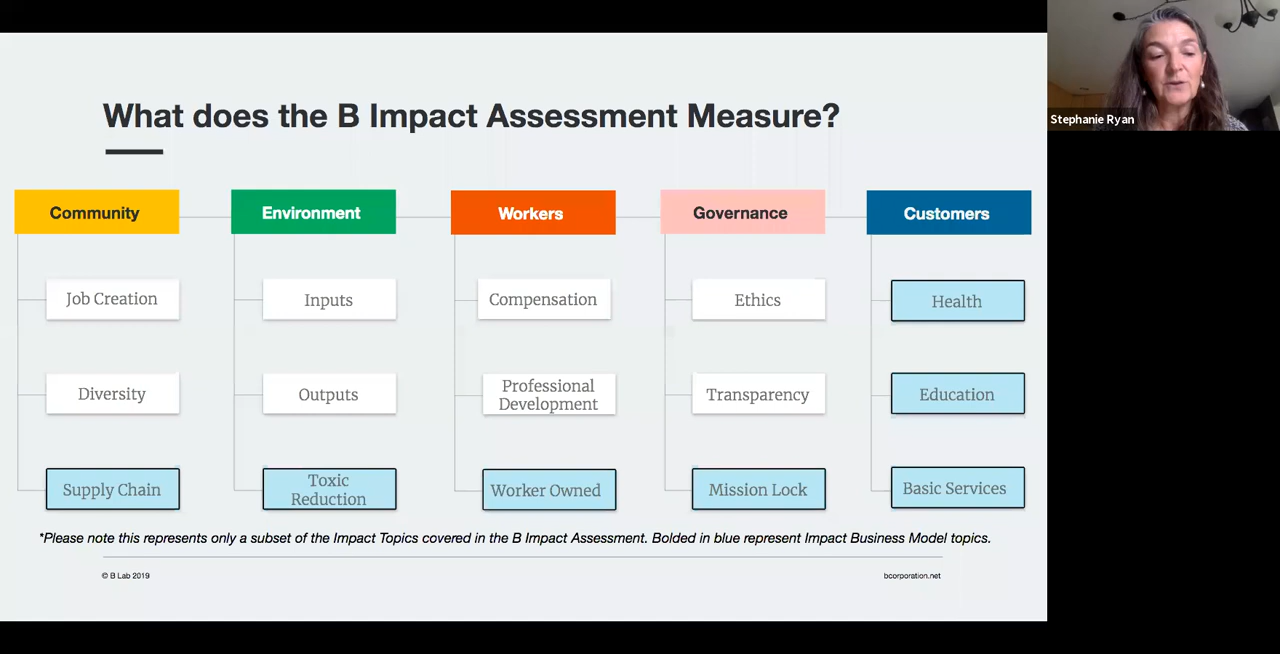 What does the B Impact Assessment Measure?
Stephanie Ryan
Community
Environment
Workers
Governance
Customers
Job Creation
Inputs
Compensation
Ethics
Health
Diversity
Outputs
Professional
Development
Transparency
Education
Supply Chain
Toxic
Reduction
Worker Owned
Mission Lock
Basic Services
*Please note this represents only a subset of the Impact Topics covered in the B Impact Assessment. Bolded in blue represent Impact Business Model topics.
© B Lab 2019
bcorporation.net